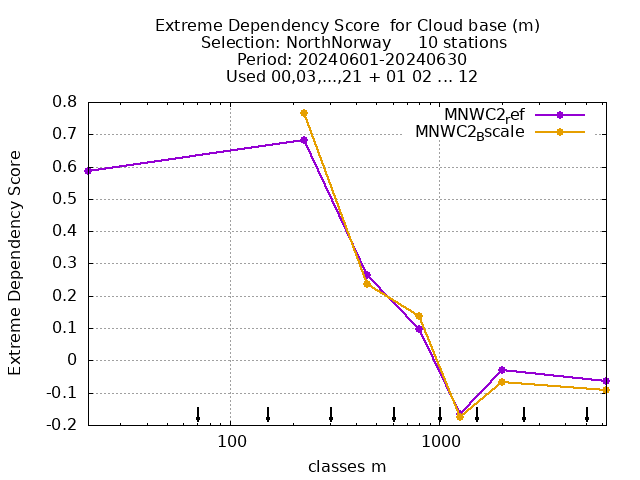 Extreme Dependency Score  for Cloud base (m)
Selection: NorthNorway     10 stations
Period: 20240601-20240630
Used 00,03,...,21 + 01 02 ... 12
MNWC2_ref
MNWC2_Bscale
Extreme Dependency Score
0.8
0.7
0.6
0.5
0.4
0.3
0.2
0.1
0
-0.1
-0.2
100
1000
classes m